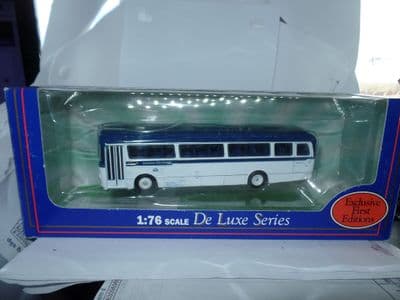 1:76 SCALE De Luxe Series
Exclusive
First
Editions